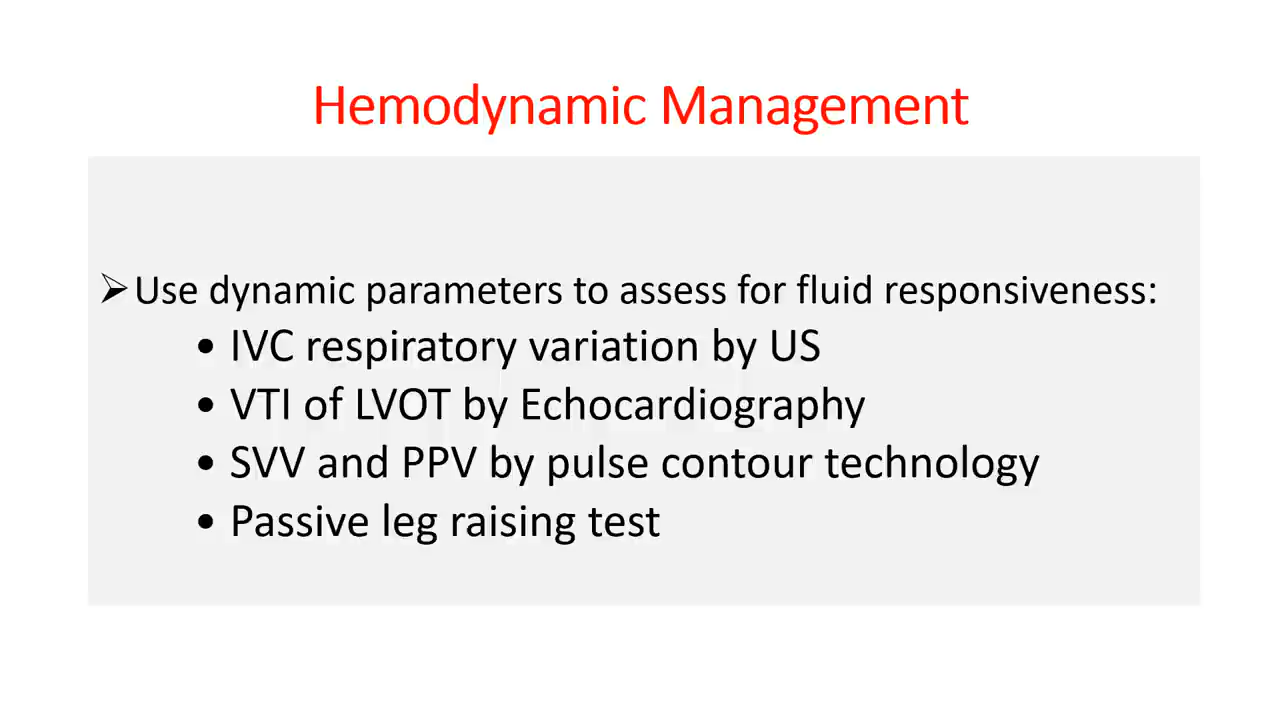 Hemodynamic Management
➢Use dynamic parameters to assess for fluid responsiveness:
• IVC respiratory variation by US
• VTI of LVOT by Echocardiography
• SVV and PPV by pulse contour technology
• Passive leg raising test